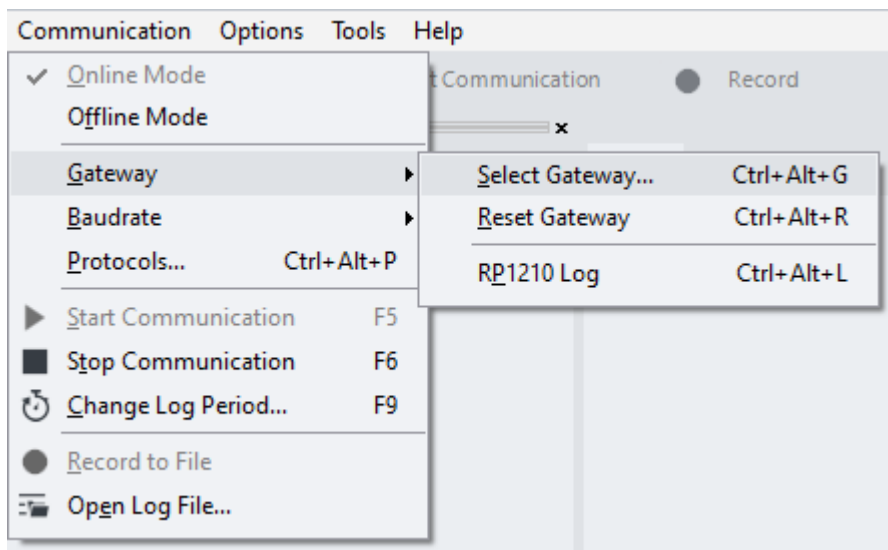 Communication Options Tools Help
Online Mode
t Communication
Record
Offline Mode
Gateway
Select Gateway... Ctrl+Alt+G
Baudrate
Reset Gateway Ctrl+Alt+R
Protocols... Ctrl+Alt+P
RP1210 Log Ctrl+Alt+L
Start Communication F5
Stop Communication F6
Change Log Period... F9
Record to File
Open Log File...